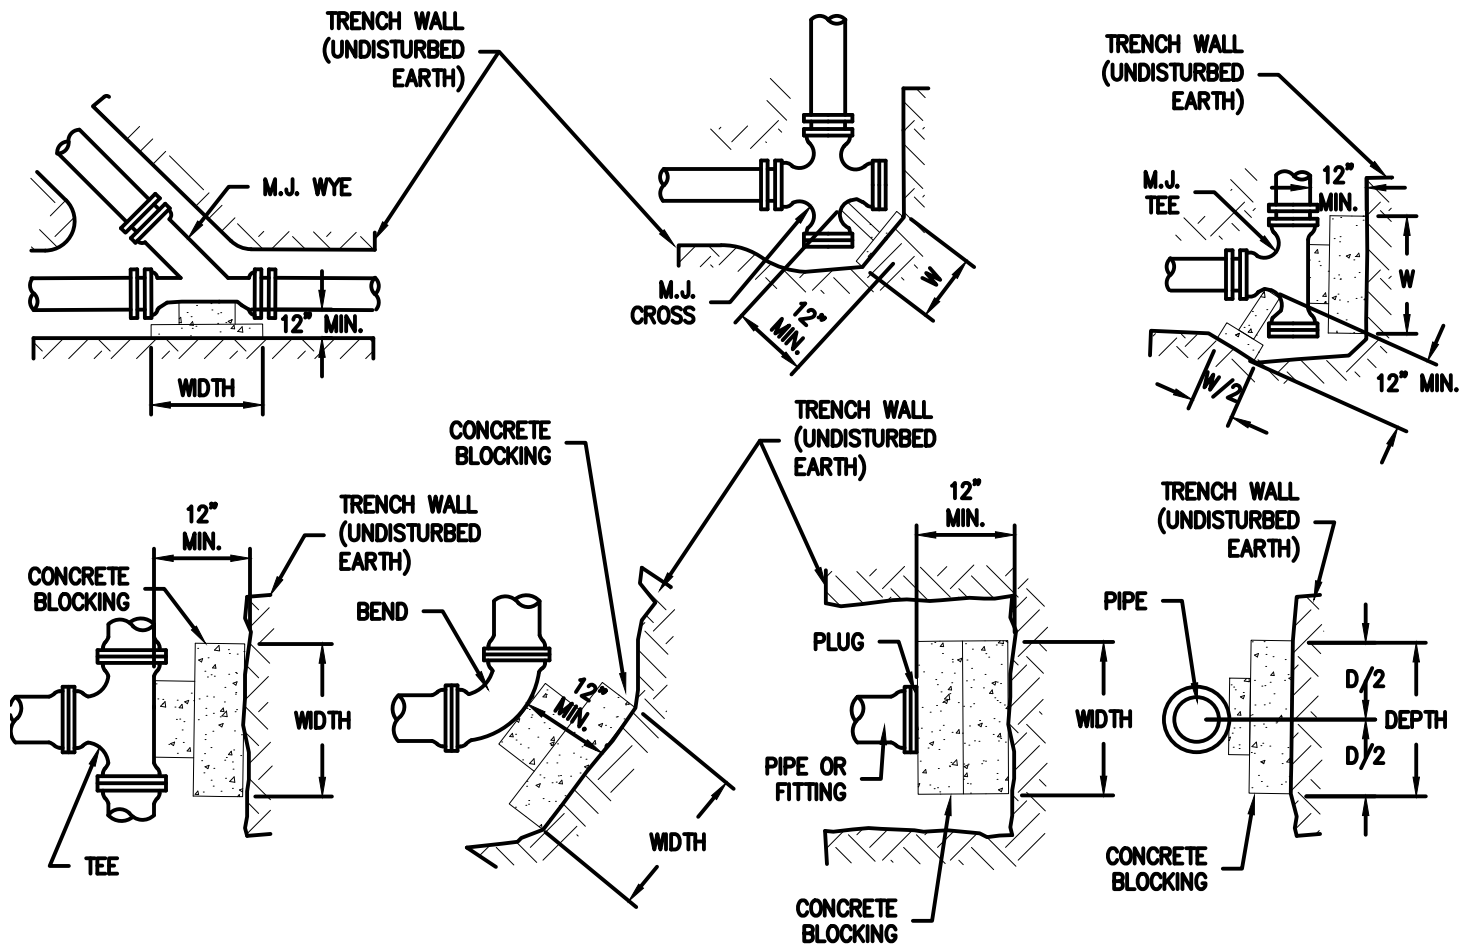 TRENCH WALL
(UNDISTURBED
EARTH)
TRENCH WALL
(UNDISTURBED
EARTH)
M.J. WYE
12" MIN.
WIDTH
M.J.
CROSS
12"
MIN.
W
M.J.
TEE
12"
MIN.
W
W/2
12" MIN.
CONCRETE
BLOCKING
TRENCH WALL
(UNDISTURBED
EARTH)
12"
MIN.
TRENCH WALL
(UNDISTURBED
EARTH)
CONCRETE
BLOCKING
WIDTH
TEE
BEND
12"
MIN.
WIDTH
12"
MIN.
PLUG
WIDTH
PIPE OR
FITTING
CONCRETE
BLOCKING
TRENCH WALL
(UNDISTURBED
EARTH)
PIPE
D/2
DEPTH
D/2
CONCRETE
BLOCKING